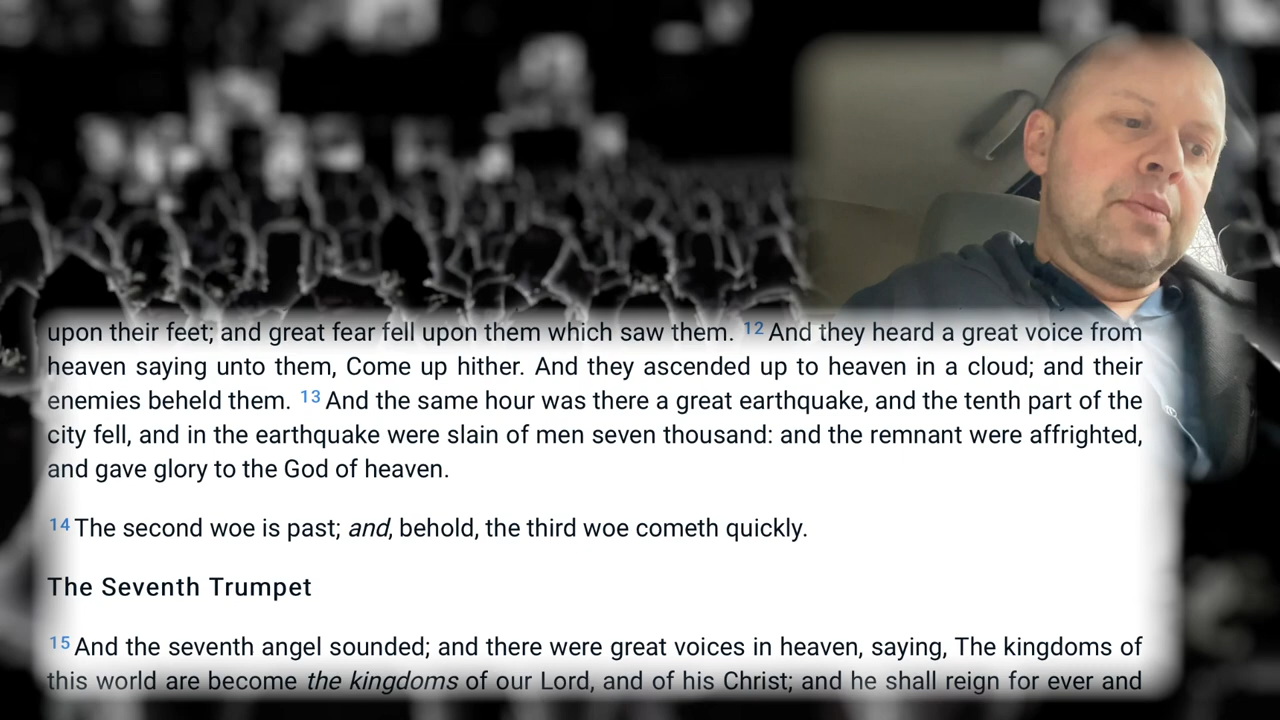 upon their feet; and great fear fell upon them which saw them. 12 And they heard a great voice from
heaven saying unto them, Come up hither. And they ascended up to heaven in a cloud; and their
enemies beheld them. 13 And the same hour was there a great earthquake, and the tenth part of the
city fell, and in the earthquake were slain of men seven thousand: and the remnant were affrighted,
and gave glory to the God of heaven.
14 The second woe is past; and, behold, the third woe cometh quickly.
The Seventh Trumpet
15 And the seventh angel sounded; and there were great voices in heaven, saying, The kingdoms of
this world are become the kingdoms of our Lord, and of his Christ; and he shall reign for ever and